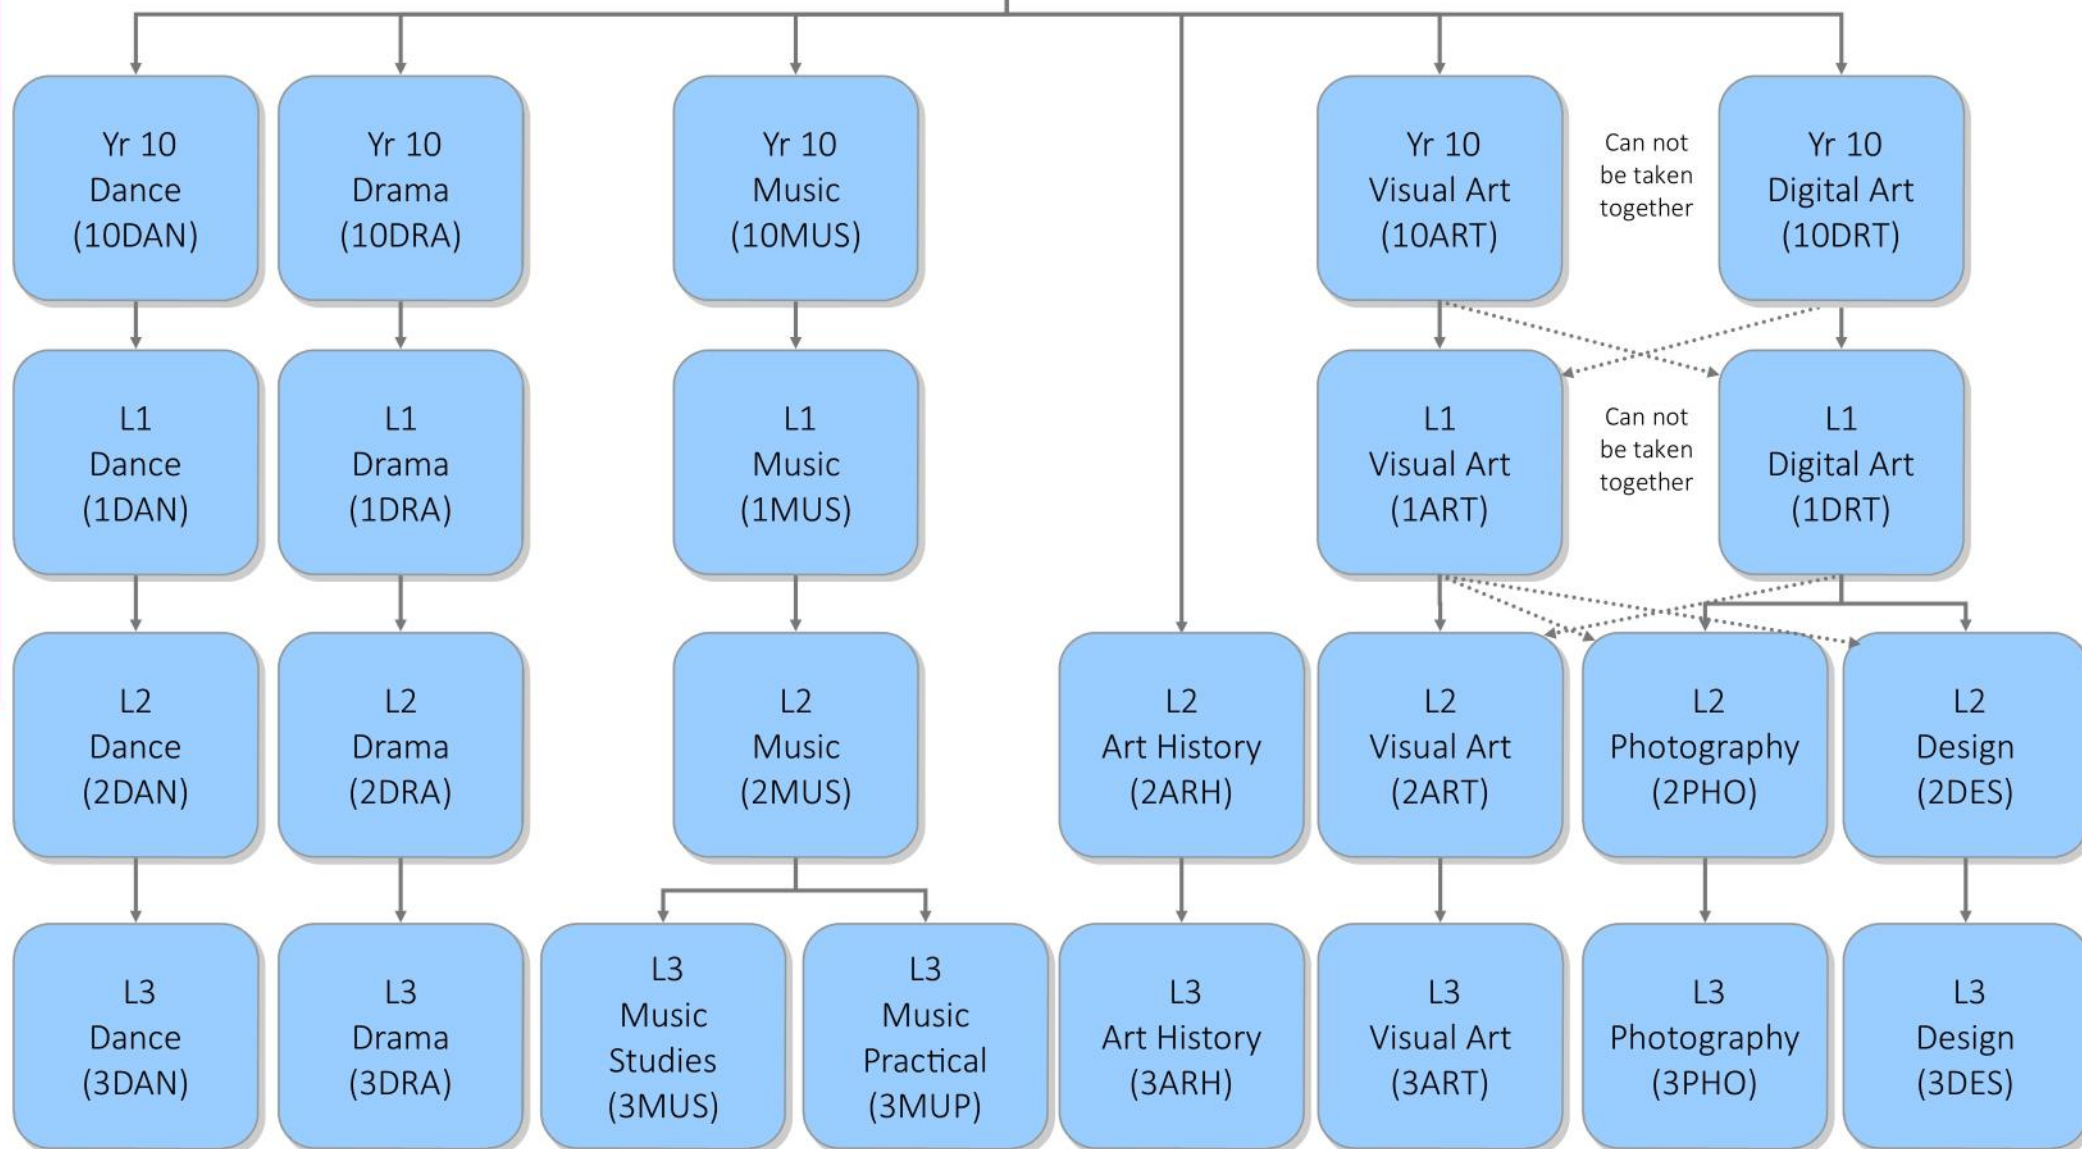 Yr 10
Dance
(10DAN)
Yr 10
Drama
(10DRA)
Yr 10
Music
(10MUS)
Yr 10
Visual Art
(10ART)
Can not
be taken
together
Yr 10
Digital Art
(10DRT)
L1
Dance
(1DAN)
L1
Drama
(1DRA)
L1
Music
(1MUS)
L1
Visual Art
(1ART)
Can not
be taken
together
L1
Digital Art
(1DRT)
L2
Dance
(2DAN)
L2
Drama
(2DRA)
L2
Music
(2MUS)
L2
Art History
(2ARH)
L2
Visual Art
(2ART)
L2
Photography
(2PHO)
L2
Design
(2DES)
L3
Dance
(3DAN)
L3
Drama
(3DRA)
L3
Music
Studies
(3MUS)
L3
Music
Practical
(3MUP)
L3
Art History
(3ARH)
L3
Visual Art
(3ART)
L3
Photography
(3PHO)
L3
Design
(3DES)